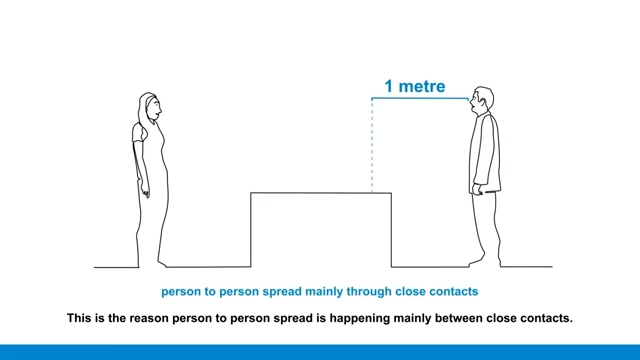 1 metre
person to person spread mainly through close contacts
This is the reason person to person spread is happening mainly between close contacts.